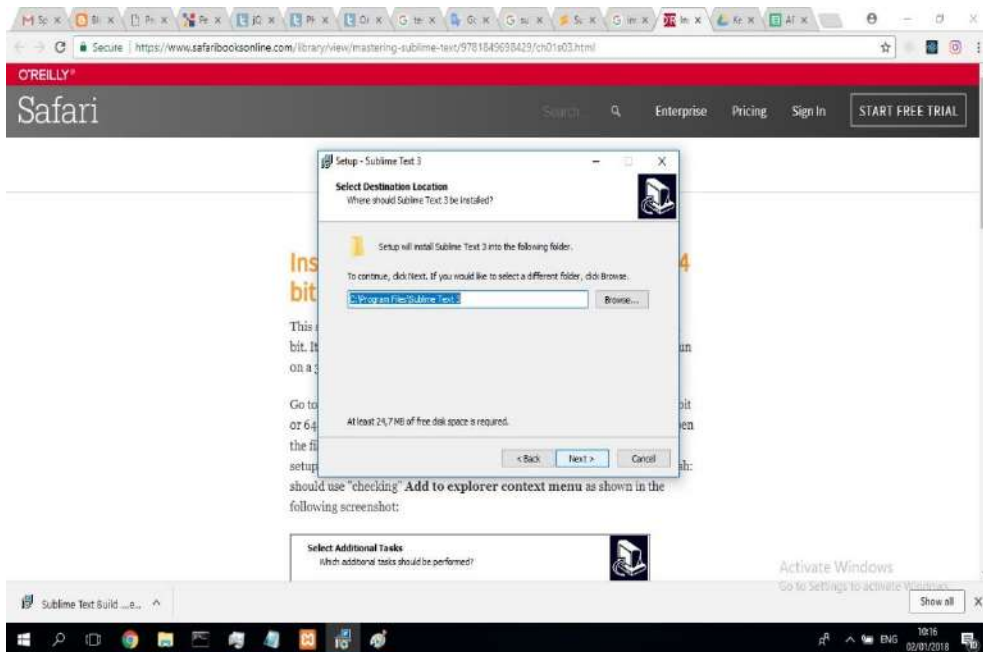 Secure | https://www.safaribooksonline.com/library/view/mastering-sublime-text/9781849698429/ch01s03.html
O'REILLY®
Safari
Search
Enterprise Pricing Sign In START FREE TRIAL
Setup - Sublime Text 3
Select Destination Location
Where should Sublime Text 3 be installed?
Setup will install Sublime Text 3 into the following folder.
To continue, click Next. If you would like to select a different folder, click Browse.
C:\Program Files\Sublime Text 3 Browse...
At least 24,7 MB of free disk space is required.
< Back Next > Cancel
Ins 4
bit
This
bit. It un
on a 3
Go to bit
or 64 en
the fi
setup sh:
should use "checking" Add to explorer context menu as shown in the
following screenshot:
Select Additional Tasks
Which additional tasks should be performed?
Activate Windows
Go to Settings to activate Windows.
Sublime Text Build ....e... Show all
ENG 10:16
02/01/2018